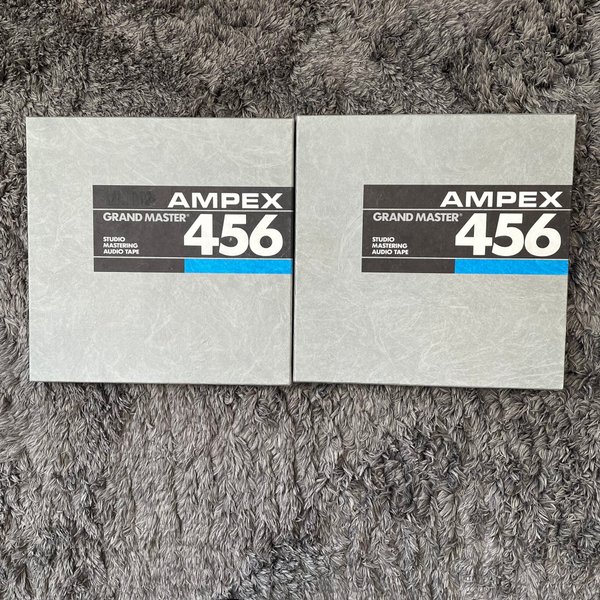 AMPEX
GRAND MASTER®
456
STUDIO
MASTERING
AUDIO TAPE
AMPEX
GRAND MASTER®
456
STUDIO
MASTERING
AUDIO TAPE